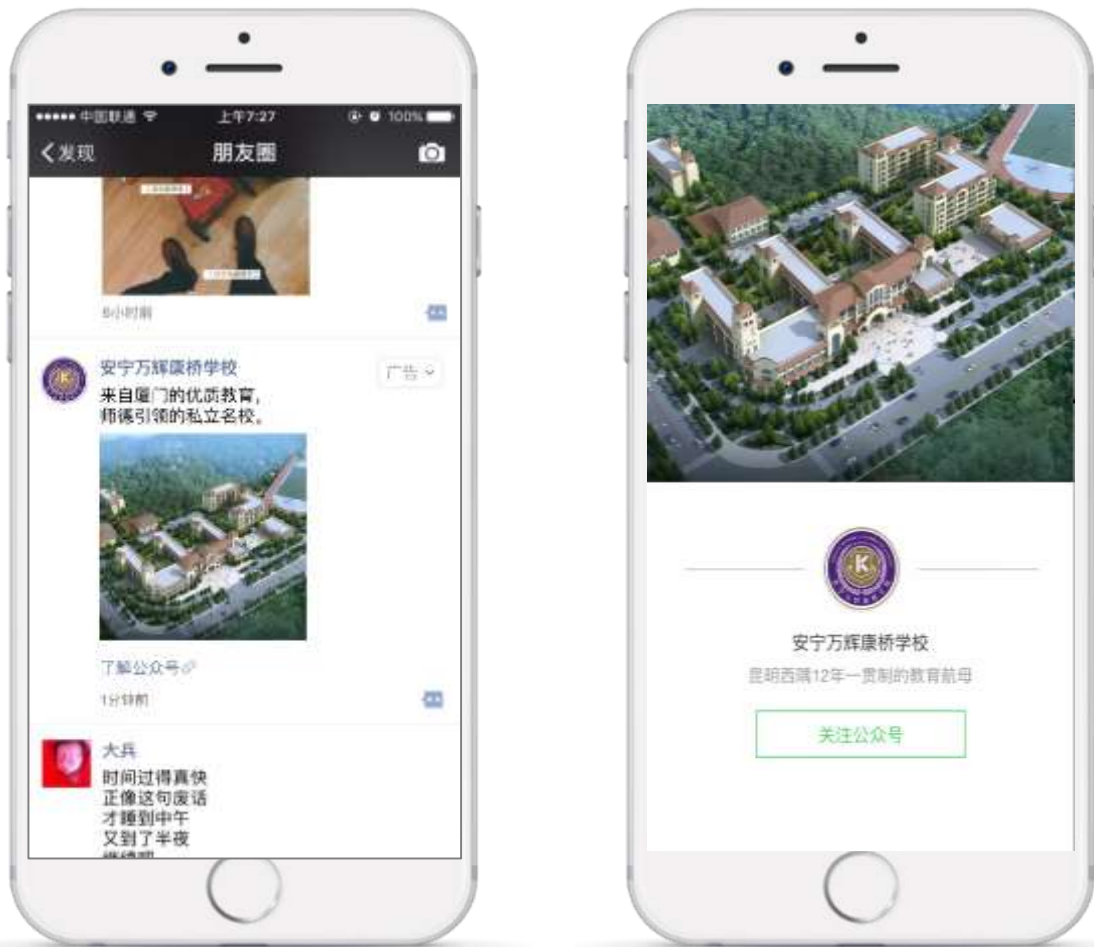 中国联通
上午7:27
100%
发现
朋友圈
6小时前
安宁万辉康桥学校
广告
来自厦门的优质教育,
师德引领的私立名校。
了解公众号
1分钟前
大兵
时间过得真快
正像这句废话
才睡到中午
又到了半夜
K
安宁万辉康桥学校
昆明西隅12年一贯制的教育航母
关注公众号